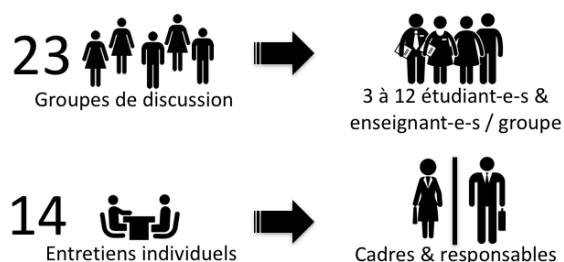 23
Groupes de discussion
3 à 12 étudiant-e-s &
enseignant-e-s / groupe
14
Entretiens individuels
Cadres & responsables